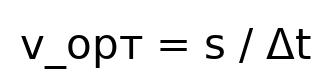 v_opт = s / Δt